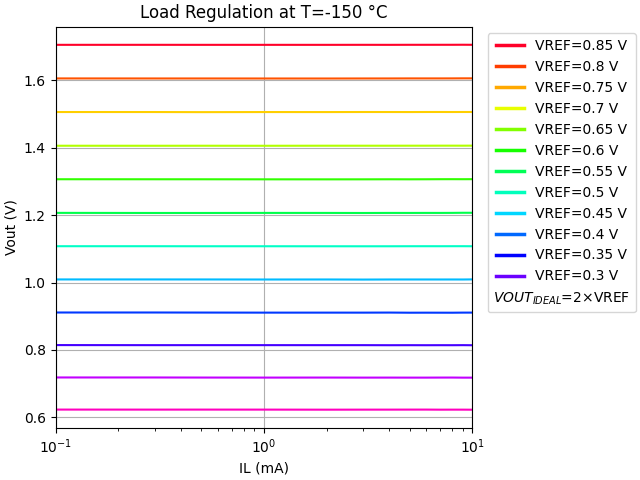 Load Regulation at T=-150 °C
Vout (V)
1.6
1.4
1.2
1.0
0.8
0.6
10⁻¹
10⁰
10¹
IL (mA)
VREF=0.85 V
VREF=0.8 V
VREF=0.75 V
VREF=0.7 V
VREF=0.65 V
VREF=0.6 V
VREF=0.55 V
VREF=0.5 V
VREF=0.45 V
VREF=0.4 V
VREF=0.35 V
VREF=0.3 V
VOUT_IDEAL=2×VREF